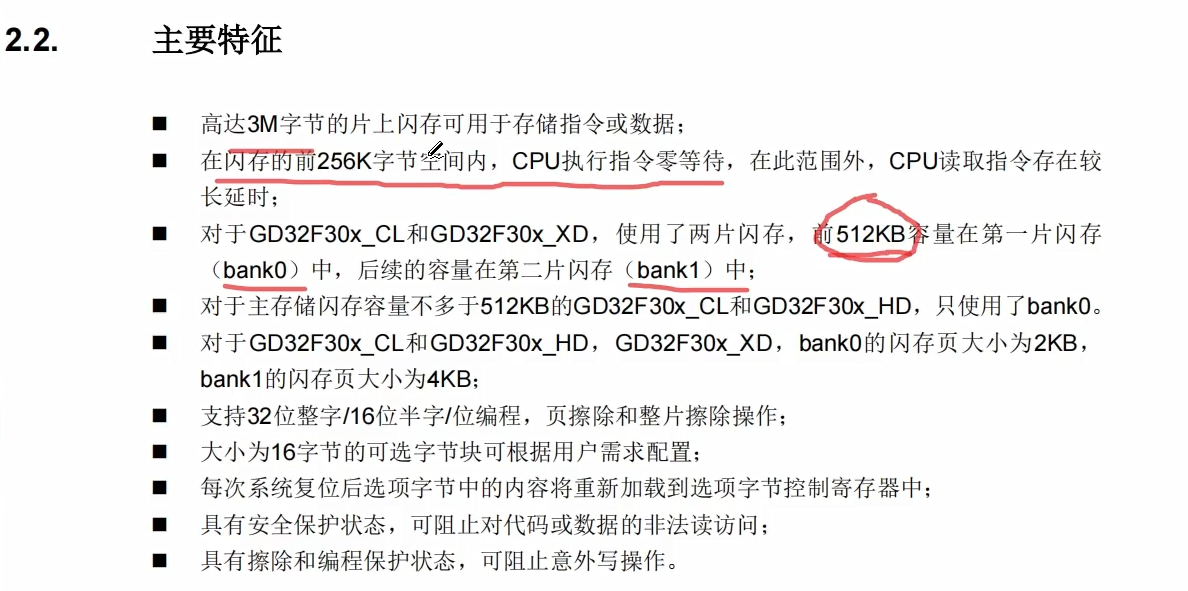 2.2. 主要特征
■ 高达3M字节的片上闪存可用于存储指令或数据；
■ 在闪存的前256K字节空间内，CPU执行指令零等待，在此范围外，CPU读取指令存在较
长延时；
■ 对于GD32F30x_CL和GD32F30x_XD，使用了两片闪存，前512KB容量在第一片闪存
（bank0）中，后续的容量在第二片闪存（bank1）中；
■ 对于主存储闪存容量不多于512KB的GD32F30x_CL和GD32F30x_HD，只使用了bank0。
■ 对于GD32F30x_CL和GD32F30x_HD，GD32F30x_XD，bank0的闪存页大小为2KB，
bank1的闪存页大小为4KB；
■ 支持32位整字/16位半字/位编程，页擦除和整片擦除操作；
■ 大小为16字节的可选字节块可根据用户需求配置；
■ 每次系统复位后选项字节中的内容将重新加载到选项字节控制寄存器中；
■ 具有安全保护状态，可阻止对代码或数据的非法读访问；
■ 具有擦除和编程保护状态，可阻止意外写操作。